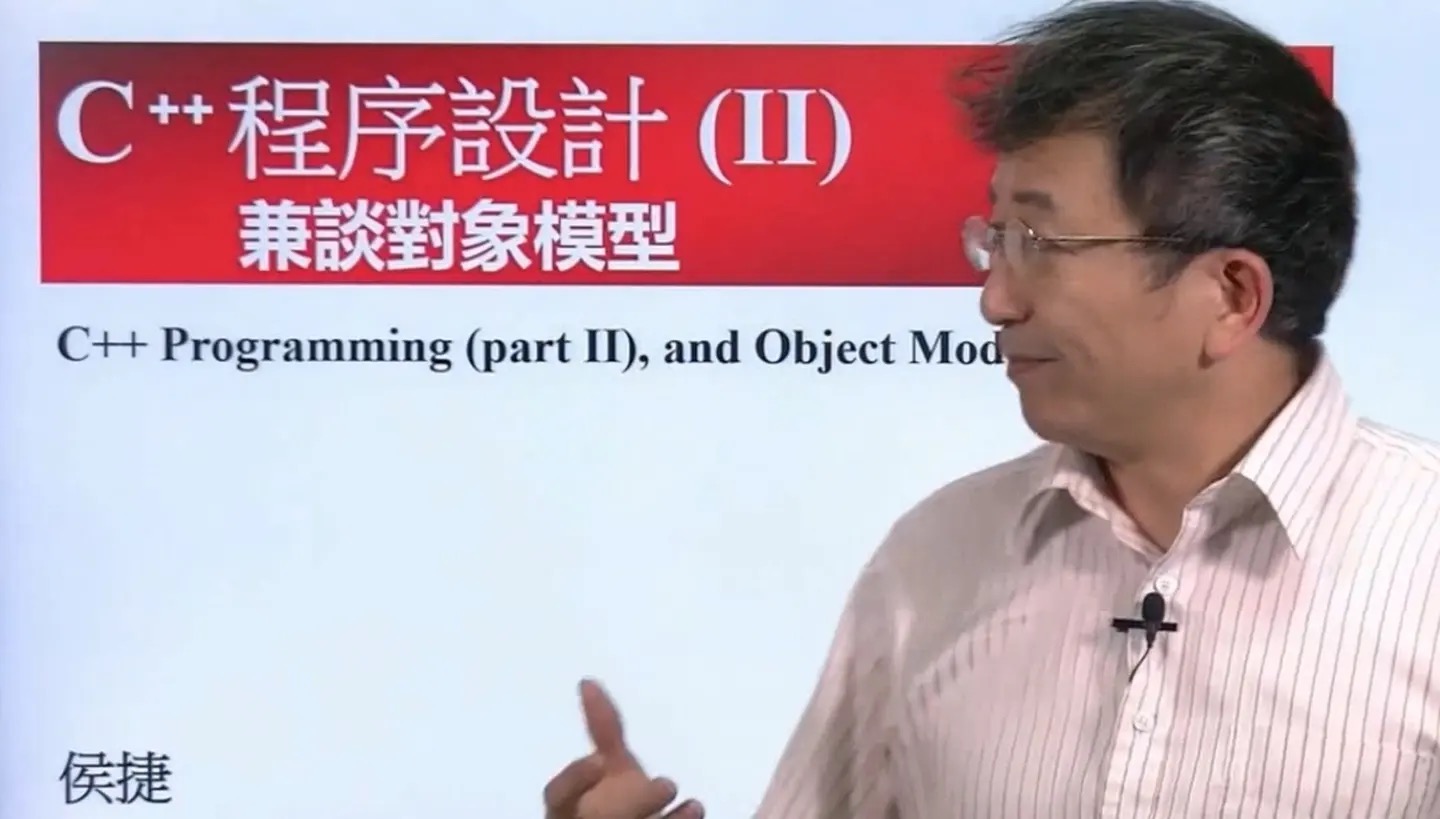 C++程序設計 (II)
兼談對象模型
C++ Programming (part II), and Object Mod
侯捷